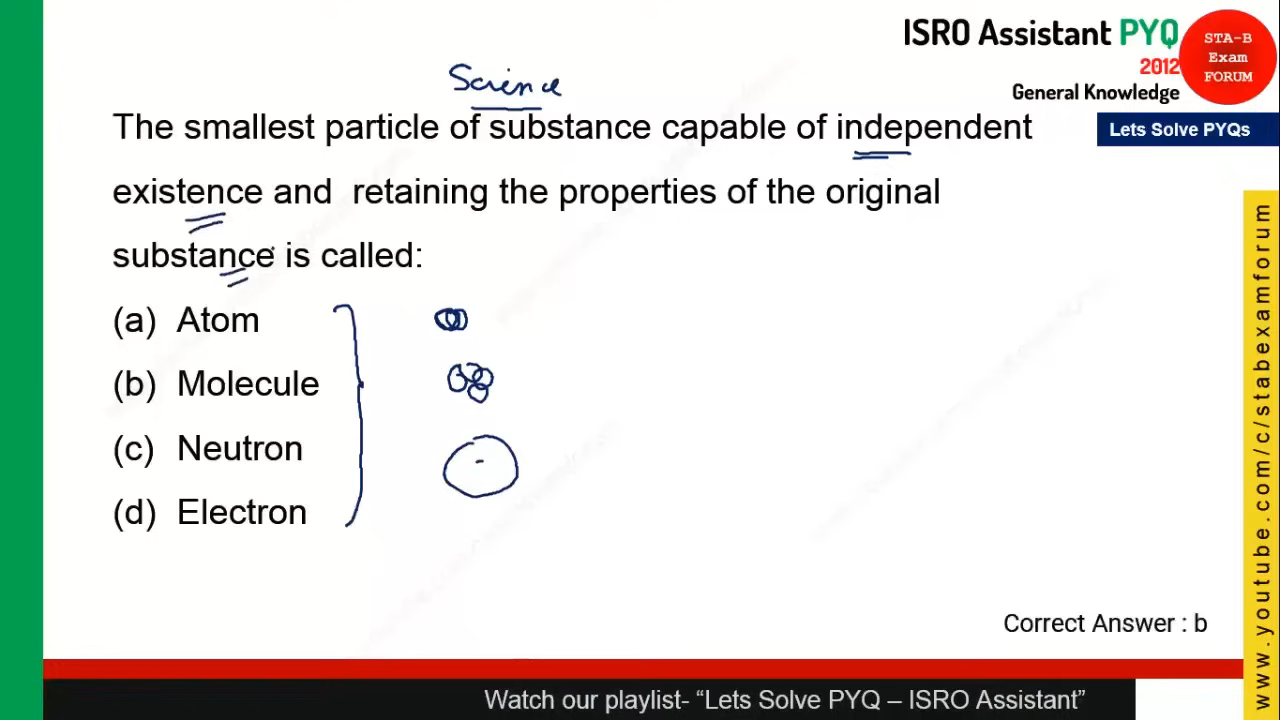 ISRO Assistant PYQ
2012
General Knowledge
STA-B
Exam
FORUM
Lets Solve PYQs
Science
The smallest particle of substance capable of independent
existence and retaining the properties of the original
substance is called:
(a) Atom
(b) Molecule
(c) Neutron
(d) Electron
Correct Answer : b
www.youtube.com/c/stabexamforum
Watch our playlist- “Lets Solve PYQ – ISRO Assistant”